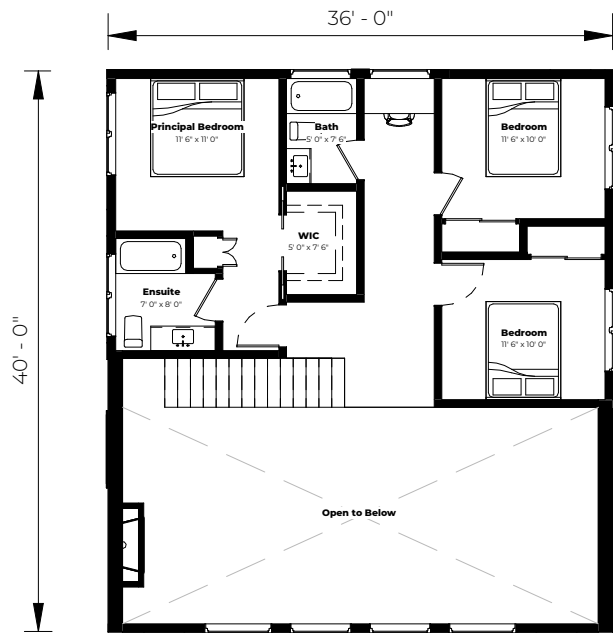 36' - 0"
40' - 0"
Principal Bedroom
11' 6" x 11' 0"
Bath
5' 0" x 7' 6"
Bedroom
11' 6" x 10' 0"
WIC
5' 0" x 7' 6"
Ensuite
7' 0" x 8' 0"
Bedroom
11' 6" x 10' 0"
Open to Below